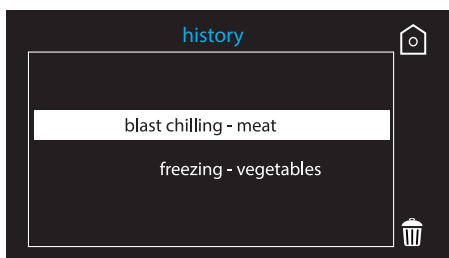 history
blast chilling - meat
freezing - vegetables